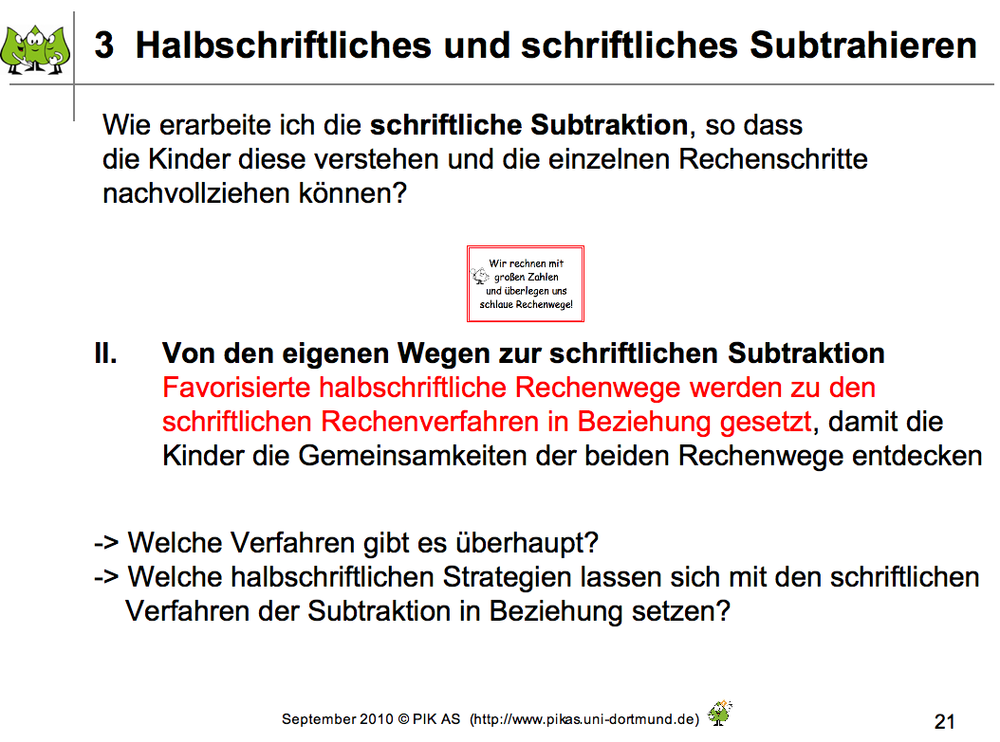 3 Halbschriftliches und schriftliches Subtrahieren
Wie erarbeite ich die schriftliche Subtraktion, so dass
die Kinder diese verstehen und die einzelnen Rechenschritte
nachvollziehen können?
Wir rechnen mit
großen Zahlen
und überlegen uns
schlaue Rechenwege!
II. Von den eigenen Wegen zur schriftlichen Subtraktion
Favorisierte halbschriftliche Rechenwege werden zu den
schriftlichen Rechenverfahren in Beziehung gesetzt, damit die
Kinder die Gemeinsamkeiten der beiden Rechenwege entdecken
-> Welche Verfahren gibt es überhaupt?
-> Welche halbschriftlichen Strategien lassen sich mit den schriftlichen
Verfahren der Subtraktion in Beziehung setzen?
September 2010 © PIK AS (http://www.pikas.uni-dortmund.de)
21